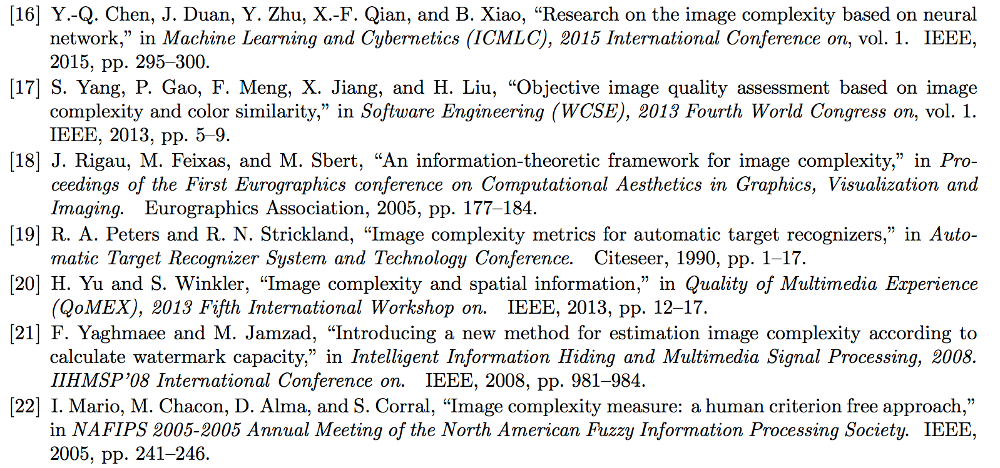 [16] Y.-Q. Chen, J. Duan, Y. Zhu, X.-F. Qian, and B. Xiao, “Research on the image complexity based on neural
network,” in Machine Learning and Cybernetics (ICMLC), 2015 International Conference on, vol. 1. IEEE,
2015, pp. 295–300.
[17] S. Yang, P. Gao, F. Meng, X. Jiang, and H. Liu, “Objective image quality assessment based on image
complexity and color similarity,” in Software Engineering (WCSE), 2013 Fourth World Congress on, vol. 1.
IEEE, 2013, pp. 5–9.
[18] J. Rigau, M. Feixas, and M. Sbert, “An information-theoretic framework for image complexity,” in Pro-
ceedings of the First Eurographics conference on Computational Aesthetics in Graphics, Visualization and
Imaging. Eurographics Association, 2005, pp. 177–184.
[19] R. A. Peters and R. N. Strickland, “Image complexity metrics for automatic target recognizers,” in Auto-
matic Target Recognizer System and Technology Conference. Citeseer, 1990, pp. 1–17.
[20] H. Yu and S. Winkler, “Image complexity and spatial information,” in Quality of Multimedia Experience
(QoMEX), 2013 Fifth International Workshop on. IEEE, 2013, pp. 12–17.
[21] F. Yaghmaee and M. Jamzad, “Introducing a new method for estimation image complexity according to
calculate watermark capacity,” in Intelligent Information Hiding and Multimedia Signal Processing, 2008.
IIHMSP’08 International Conference on. IEEE, 2008, pp. 981–984.
[22] I. Mario, M. Chacon, D. Alma, and S. Corral, “Image complexity measure: a human criterion free approach,”
in NAFIPS 2005-2005 Annual Meeting of the North American Fuzzy Information Processing Society. IEEE,
2005, pp. 241–246.